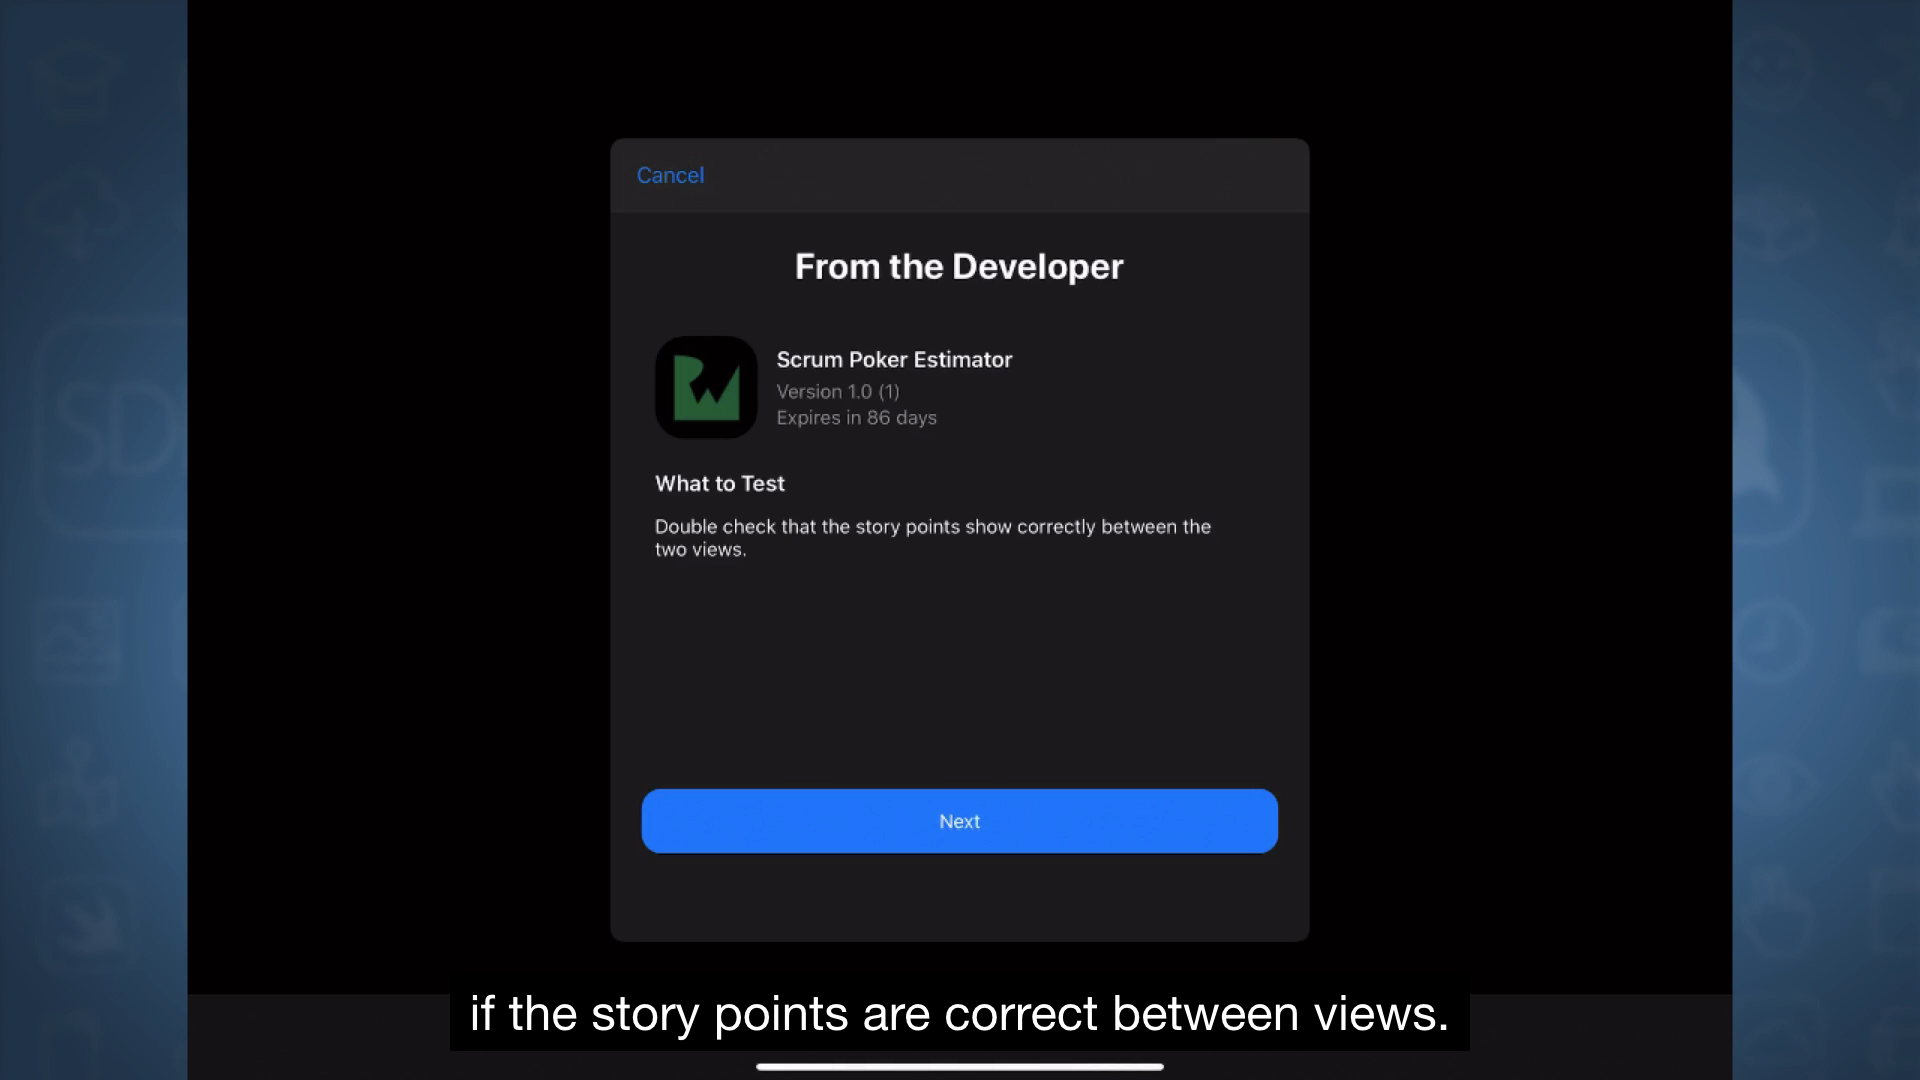 Cancel
From the Developer
Scrum Poker Estimator
Version 1.0 (1)
Expires in 86 days
What to Test
Double check that the story points show correctly between the
two views.
Next
if the story points are correct between views.
SD
RW